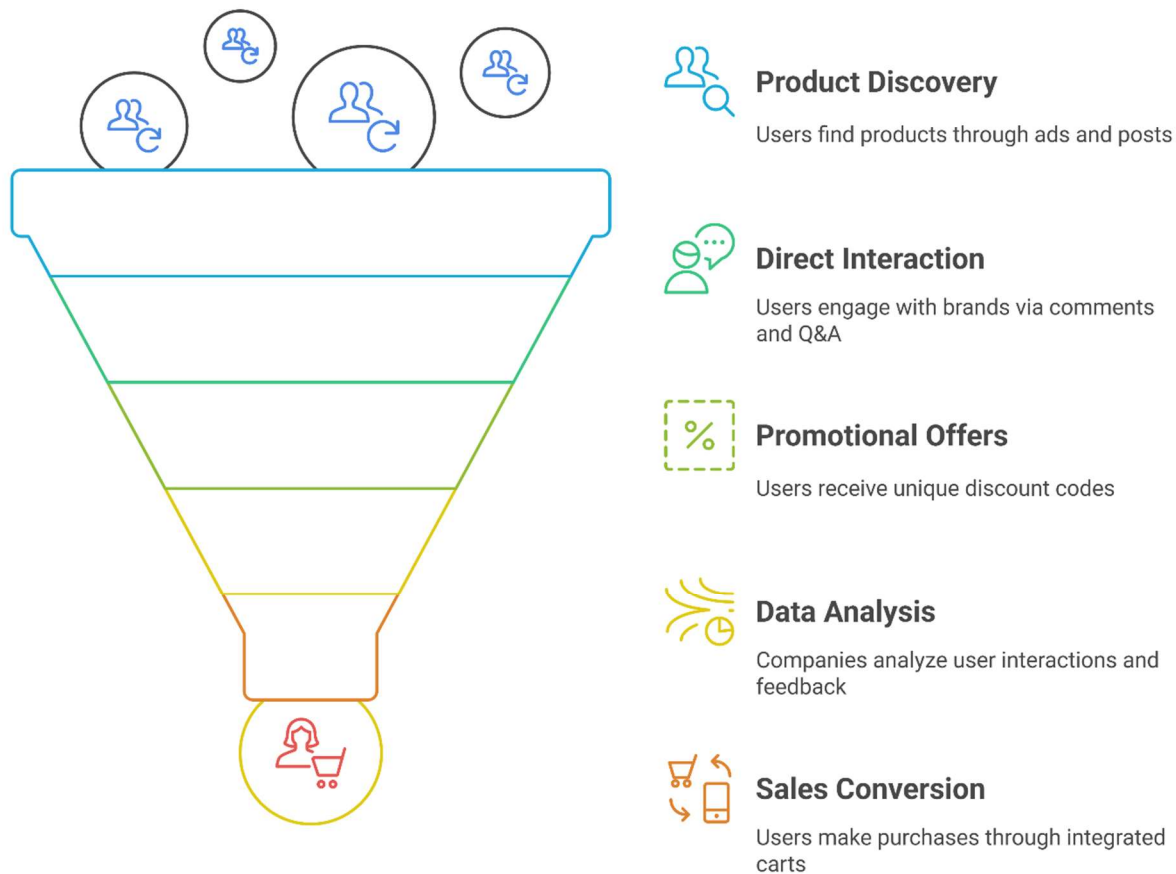 Product Discovery
Users find products through ads and posts
Direct Interaction
Users engage with brands via comments
and Q&A
%
Promotional Offers
Users receive unique discount codes
Data Analysis
Companies analyze user interactions and
feedback
Sales Conversion
Users make purchases through integrated
carts